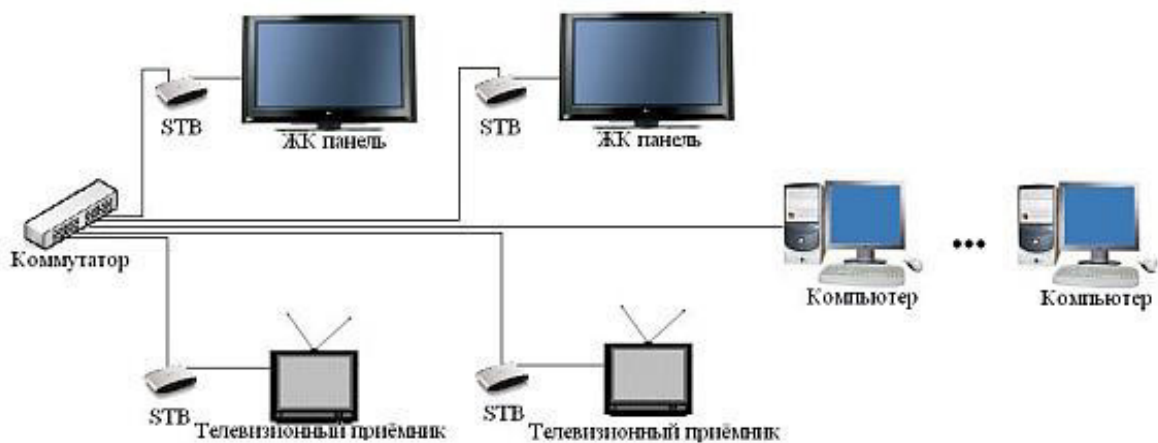 STB
ЖК панель
STB
ЖК панель
Коммутатор
Компьютер
Компьютер
STB
Телевизионный приёмник
STB
Телевизионный приёмник